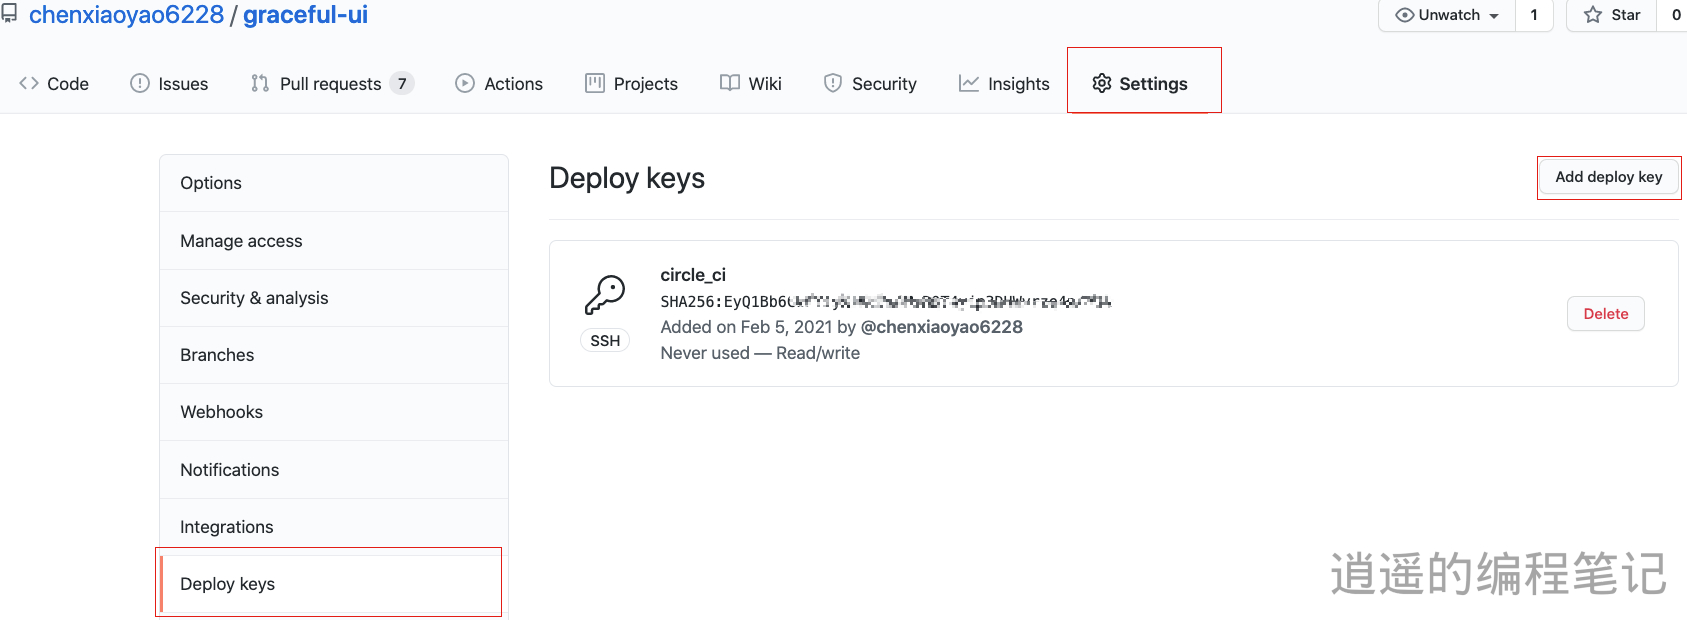 chenxiaoyao6228 / graceful-ui
Unwatch 1 Star 0
Code Issues Pull requests 7 Actions Projects Wiki Security Insights Settings
Options
Manage access
Security & analysis
Branches
Webhooks
Notifications
Integrations
Deploy keys
Deploy keys
Add deploy key
circle_ci
SHA256:EyQ1Bb6
SSH
Added on Feb 5, 2021 by @chenxiaoyao6228
Never used — Read/write
Delete
逍遥的编程笔记